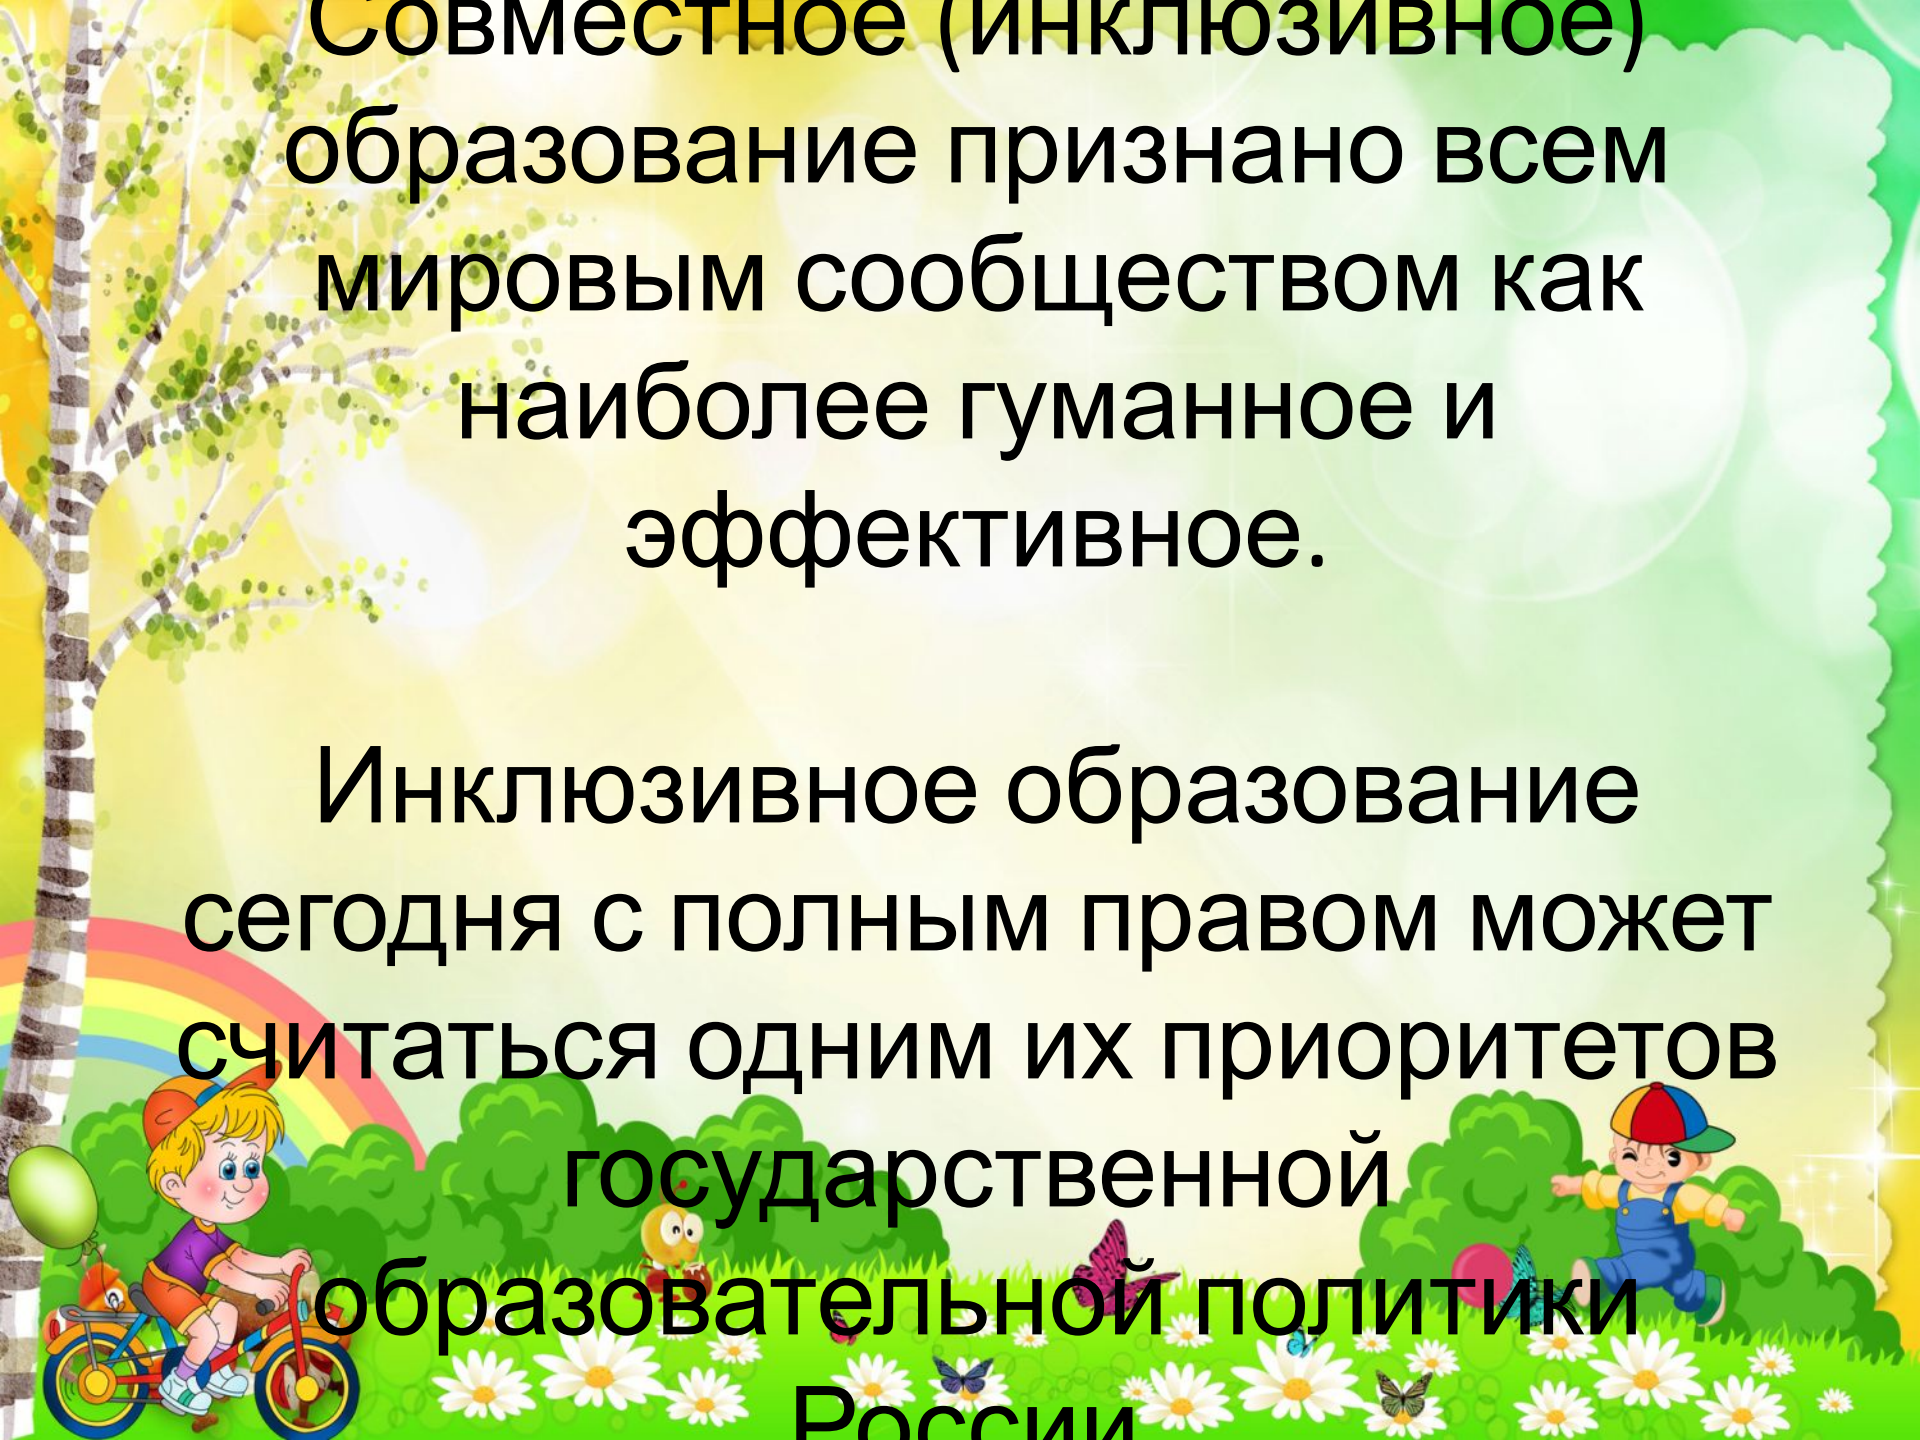 Совместное (инклюзивное)
образование признано всем
мировым сообществом как
наиболее гуманное и
эффективное.
Инклюзивное образование
сегодня с полным правом может
считаться одним их приоритетов
государственной
образовательной политики
России